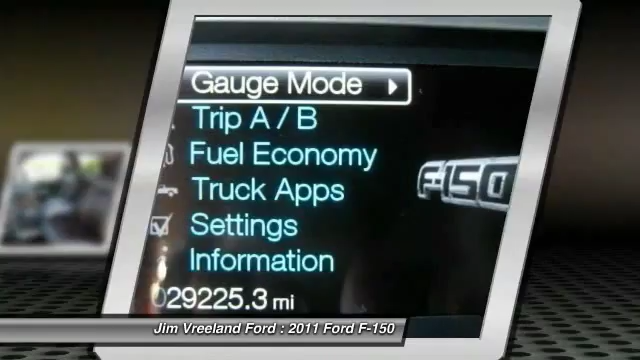 Gauge Mode
Trip A / B
Fuel Economy
Truck Apps
Settings
Information
029225.3 mi
F-150
Jim Vreeland Ford : 2011 Ford F-150